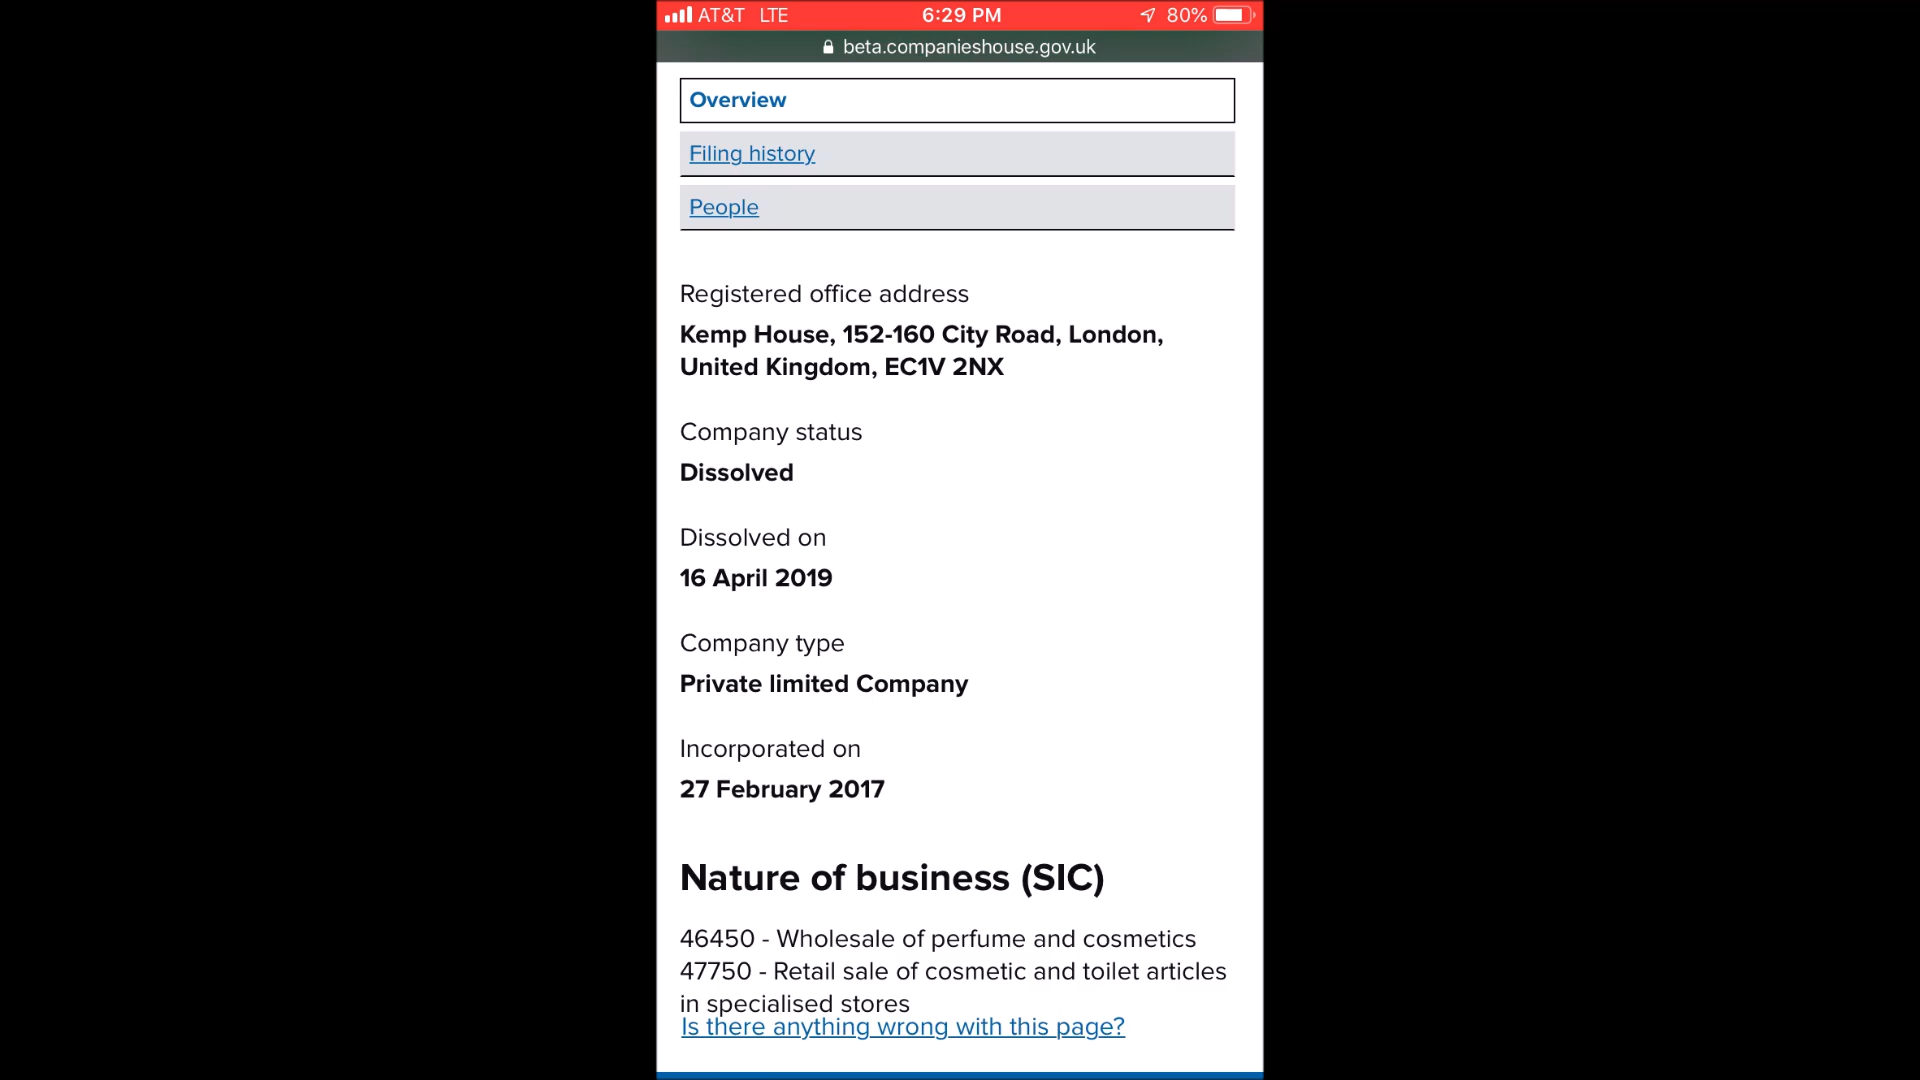 AT&T LTE 6:29 PM 80%
beta.companieshouse.gov.uk
Overview
Filing history
People
Registered office address
Kemp House, 152-160 City Road, London,
United Kingdom, EC1V 2NX
Company status
Dissolved
Dissolved on
16 April 2019
Company type
Private limited Company
Incorporated on
27 February 2017
Nature of business (SIC)
46450 - Wholesale of perfume and cosmetics
47750 - Retail sale of cosmetic and toilet articles
in specialised stores
Is there anything wrong with this page?